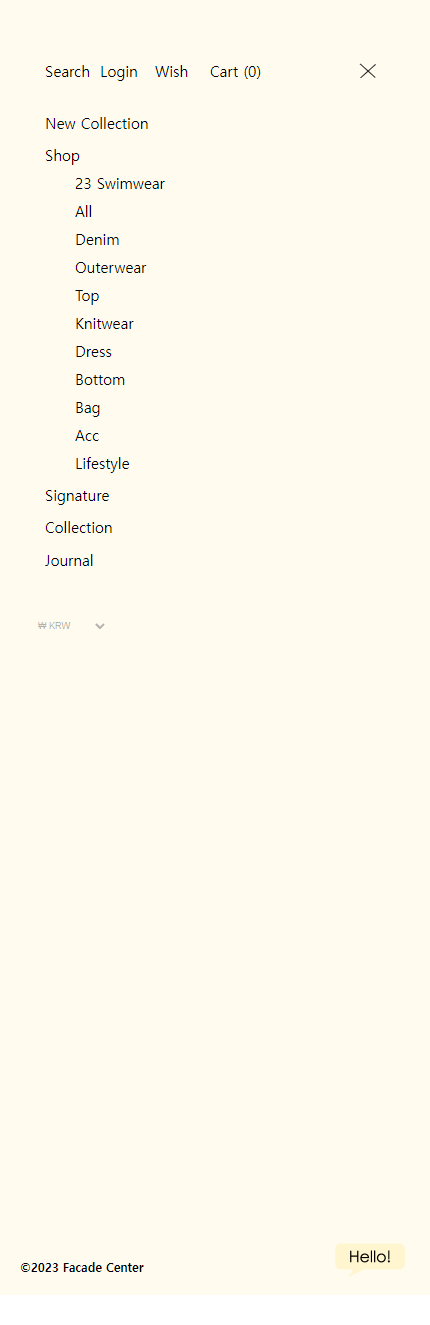 Search Login Wish Cart (0)
New Collection
Shop
23 Swimwear
All
Denim
Outerwear
Top
Knitwear
Dress
Bottom
Bag
Acc
Lifestyle
Signature
Collection
Journal
₩ KRW
Hello!
©2023 Facade Center